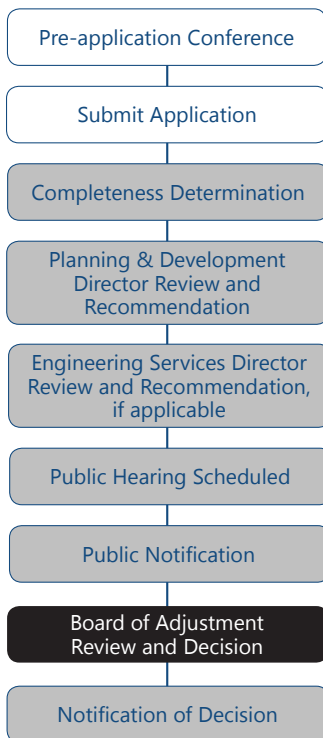 Pre-application Conference
Submit Application
Completeness Determination
Planning & Development
Director Review and
Recommendation
Engineering Services Director
Review and Recommendation,
if applicable
Public Hearing Scheduled
Public Notification
Board of Adjustment
Review and Decision
Notification of Decision